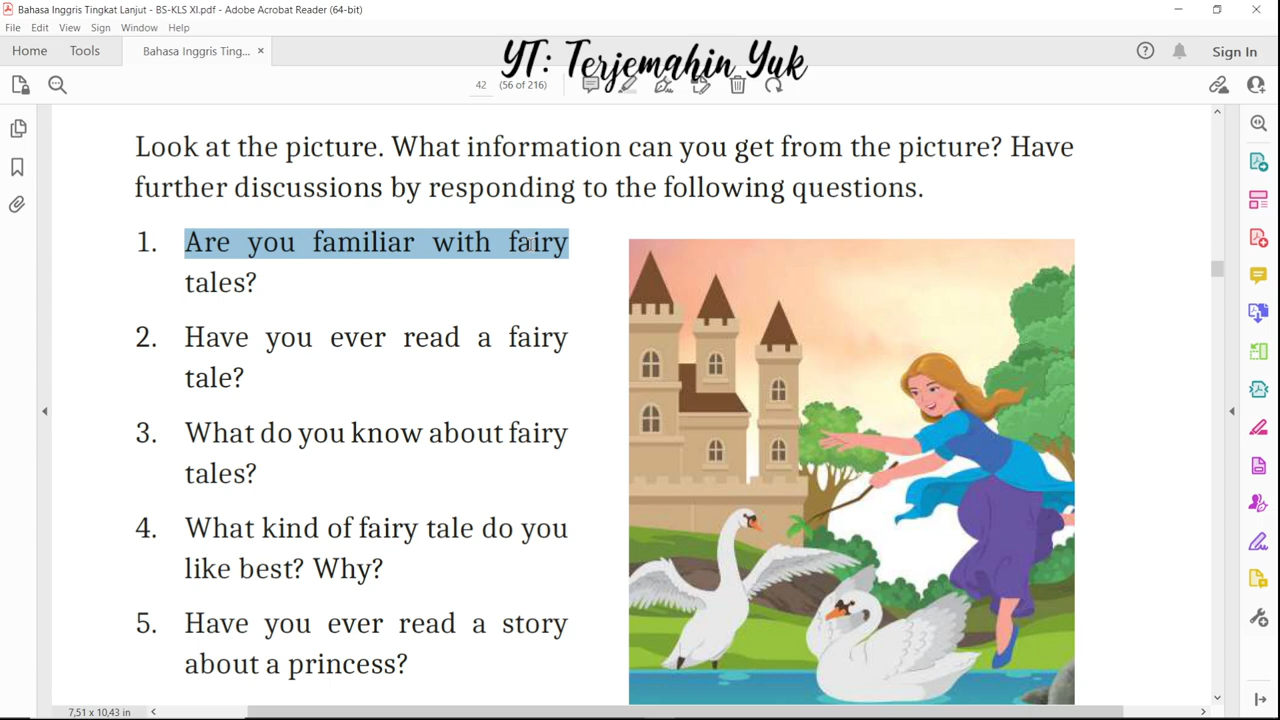 Bahasa Inggris Tingkat Lanjut - BS-KLS XI.pdf - Adobe Acrobat Reader (64-bit)
File Edit View Sign Window Help
Home Tools Bahasa Inggris Ting... × Sign In
YT: Terjemahin Yuk
42 (56 of 216)
Look at the picture. What information can you get from the picture? Have
further discussions by responding to the following questions.
1. Are you familiar with fairy
tales?
2. Have you ever read a fairy
tale?
3. What do you know about fairy
tales?
4. What kind of fairy tale do you
like best? Why?
5. Have you ever read a story
about a princess?
7,51 x 10,43 in